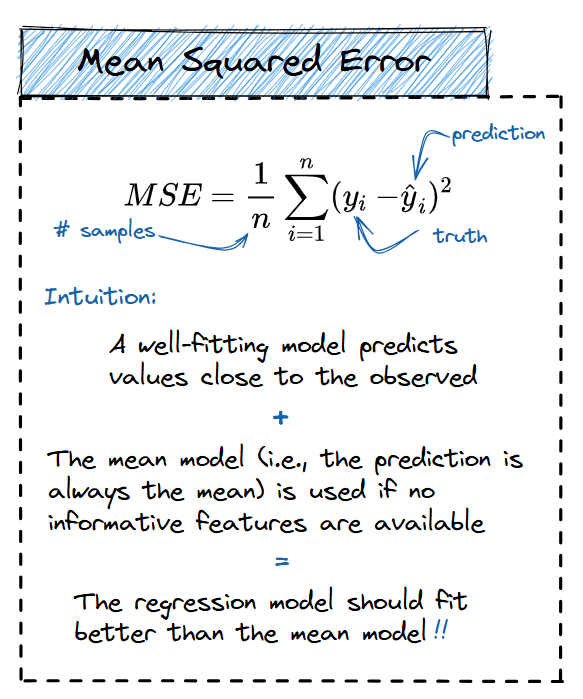 Mean Squared Error
prediction
MSE = \frac{1}{n} \sum_{i=1}^{n} (y_i - \hat{y}_i)^2
# samples
truth
Intuition:
A well-fitting model predicts
values close to the observed
+
The mean model (i.e., the prediction is
always the mean) is used if no
informative features are available
=
The regression model should fit
better than the mean model!!